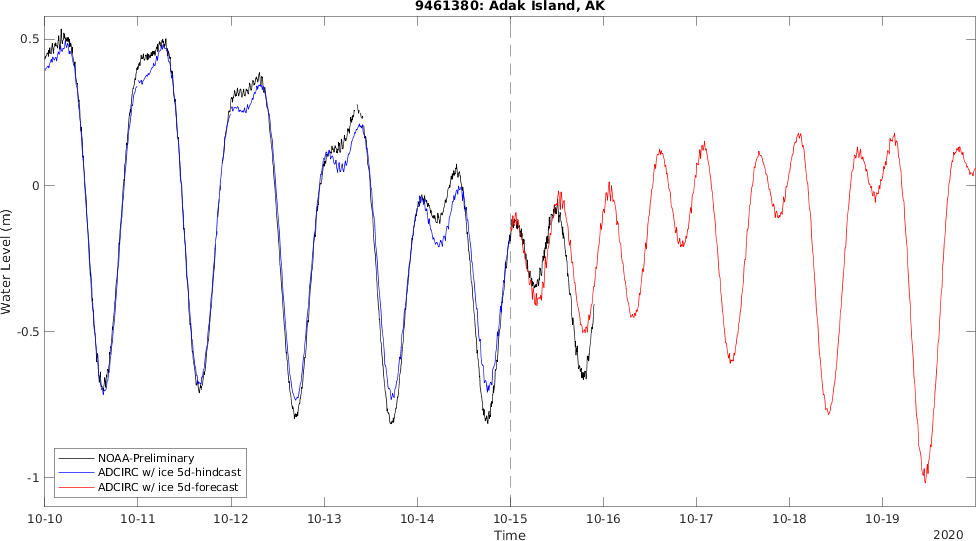 9461380: Adak Island, AK
Water Level (m)
0.5
0
-0.5
-1
NOAA-Preliminary
ADCIRC w/ ice 5d-hindcast
ADCIRC w/ ice 5d-forecast
10-10 10-11 10-12 10-13 10-14 10-15 10-16 10-17 10-18 10-19
Time
2020